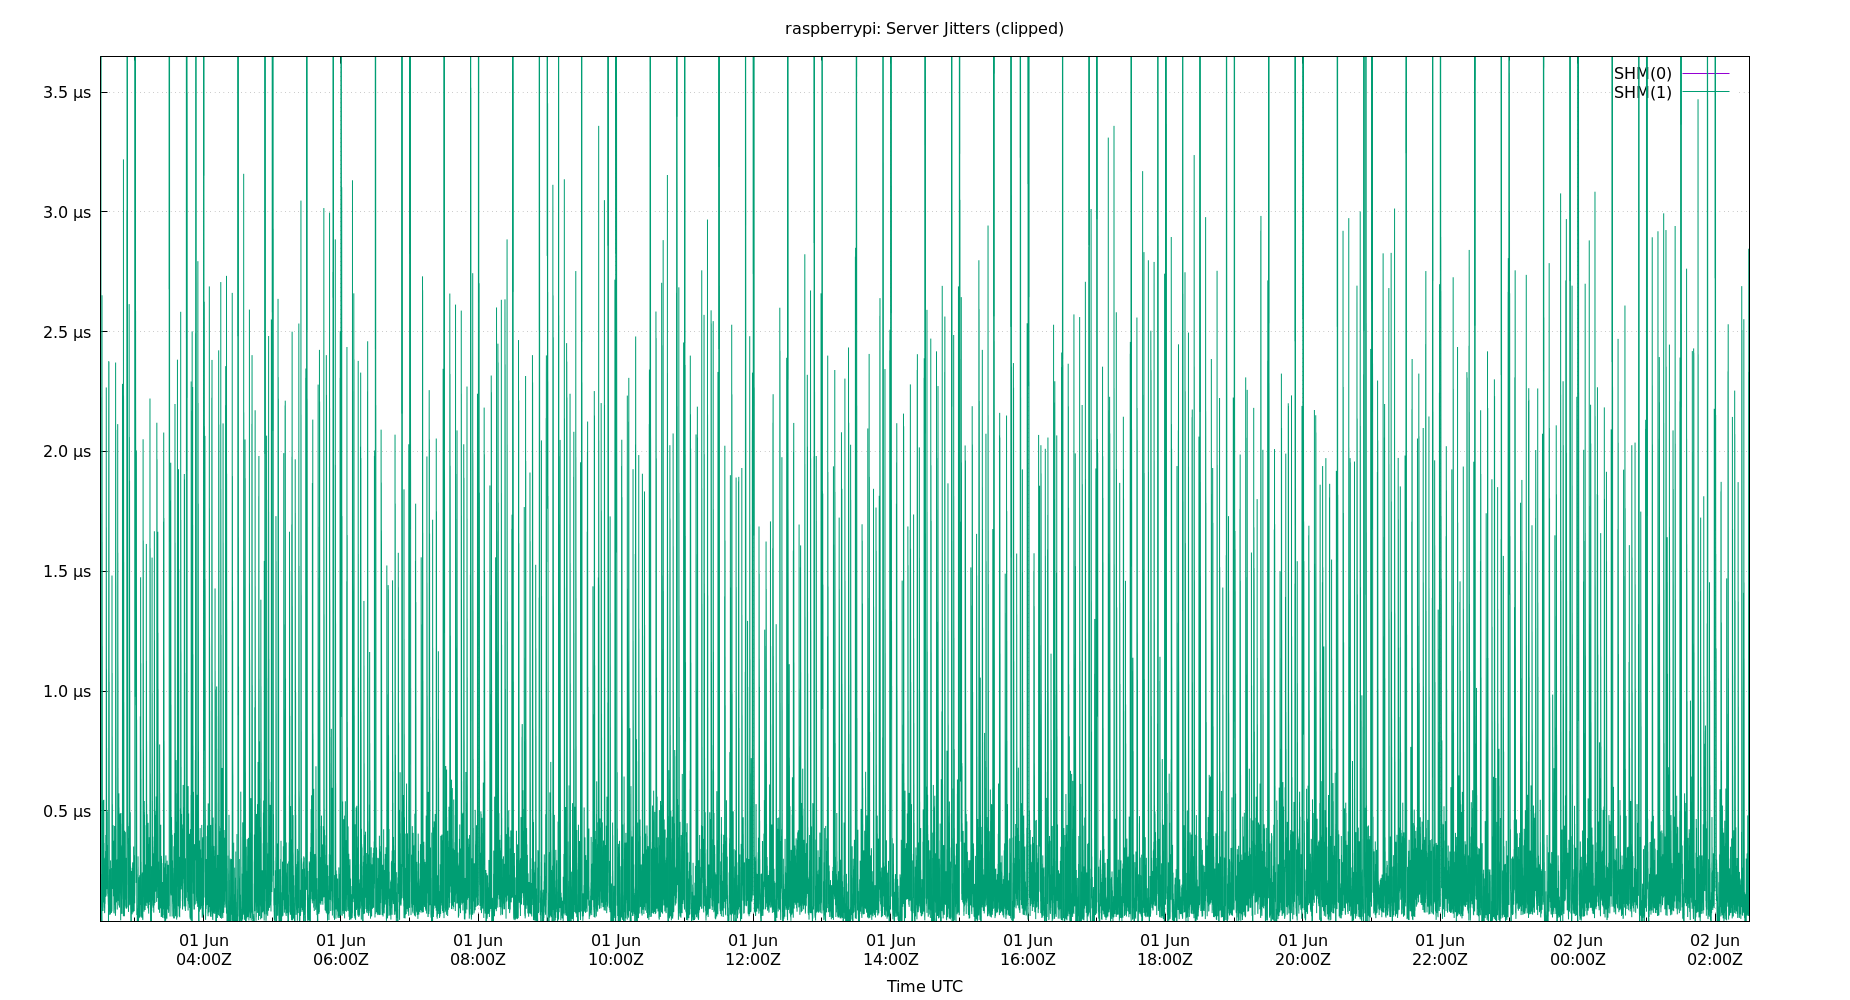 raspberrypi: Server Jitters (clipped)
SHM(0)
SHM(1)
3.5 µs
3.0 µs
2.5 µs
2.0 µs
1.5 µs
1.0 µs
0.5 µs
01 Jun 01 Jun 01 Jun 01 Jun 01 Jun 01 Jun 01 Jun 01 Jun 01 Jun 01 Jun 02 Jun 02 Jun
04:00Z 06:00Z 08:00Z 10:00Z 12:00Z 14:00Z 16:00Z 18:00Z 20:00Z 22:00Z 00:00Z 02:00Z
Time UTC